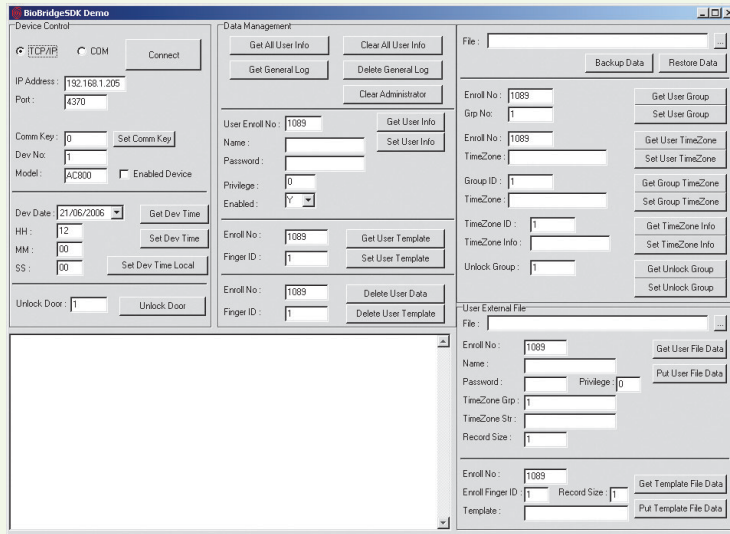 BioBridgeSDK Demo
Device Control
TCP/IP COM Connect
IP Address : 192.168.1.205
Port : 4370
Comm Key : 0 Set Comm Key
Dev No: 1
Model : AC800 Enabled Device
Dev Date : 21/06/2006 Get Dev Time
HH : 12
Set Dev Time
MM : 00
SS : 00 Set Dev Time Local
Unlock Door : 1 Unlock Door
Data Management
Get All User Info Clear All User Info
Get General Log Delete General Log
Clear Administrator
User Enroll No : 1089 Get User Info
Name : Set User Info
Password :
Privilege : 0
Enabled : Y
Enroll No : 1089 Get User Template
Finger ID : 1 Set User Template
Enroll No : 1089 Delete User Data
Finger ID : 1 Delete User Template
File : ...
Backup Data Restore Data
Enroll No : 1089 Get User Group
Grp No: 1 Set User Group
Enroll No : 1089 Get User TimeZone
TimeZone : Set User TimeZone
Group ID : 1 Get Group TimeZone
TimeZone : Set Group TimeZone
TimeZone ID : 1 Get TimeZone Info
TimeZone Info : Set TimeZone Info
Unlock Group : 1 Get Unlock Group
Set Unlock Group
User External File
File : ...
Enroll No : 1089 Get User File Data
Name :
Put User File Data
Password : Privilege : 0
TimeZone Grp : 1
TimeZone Str :
Record Size : 1
Enroll No : 1089
Get Template File Data
Enroll Finger ID : 1 Record Size : 1
Template : Put Template File Data